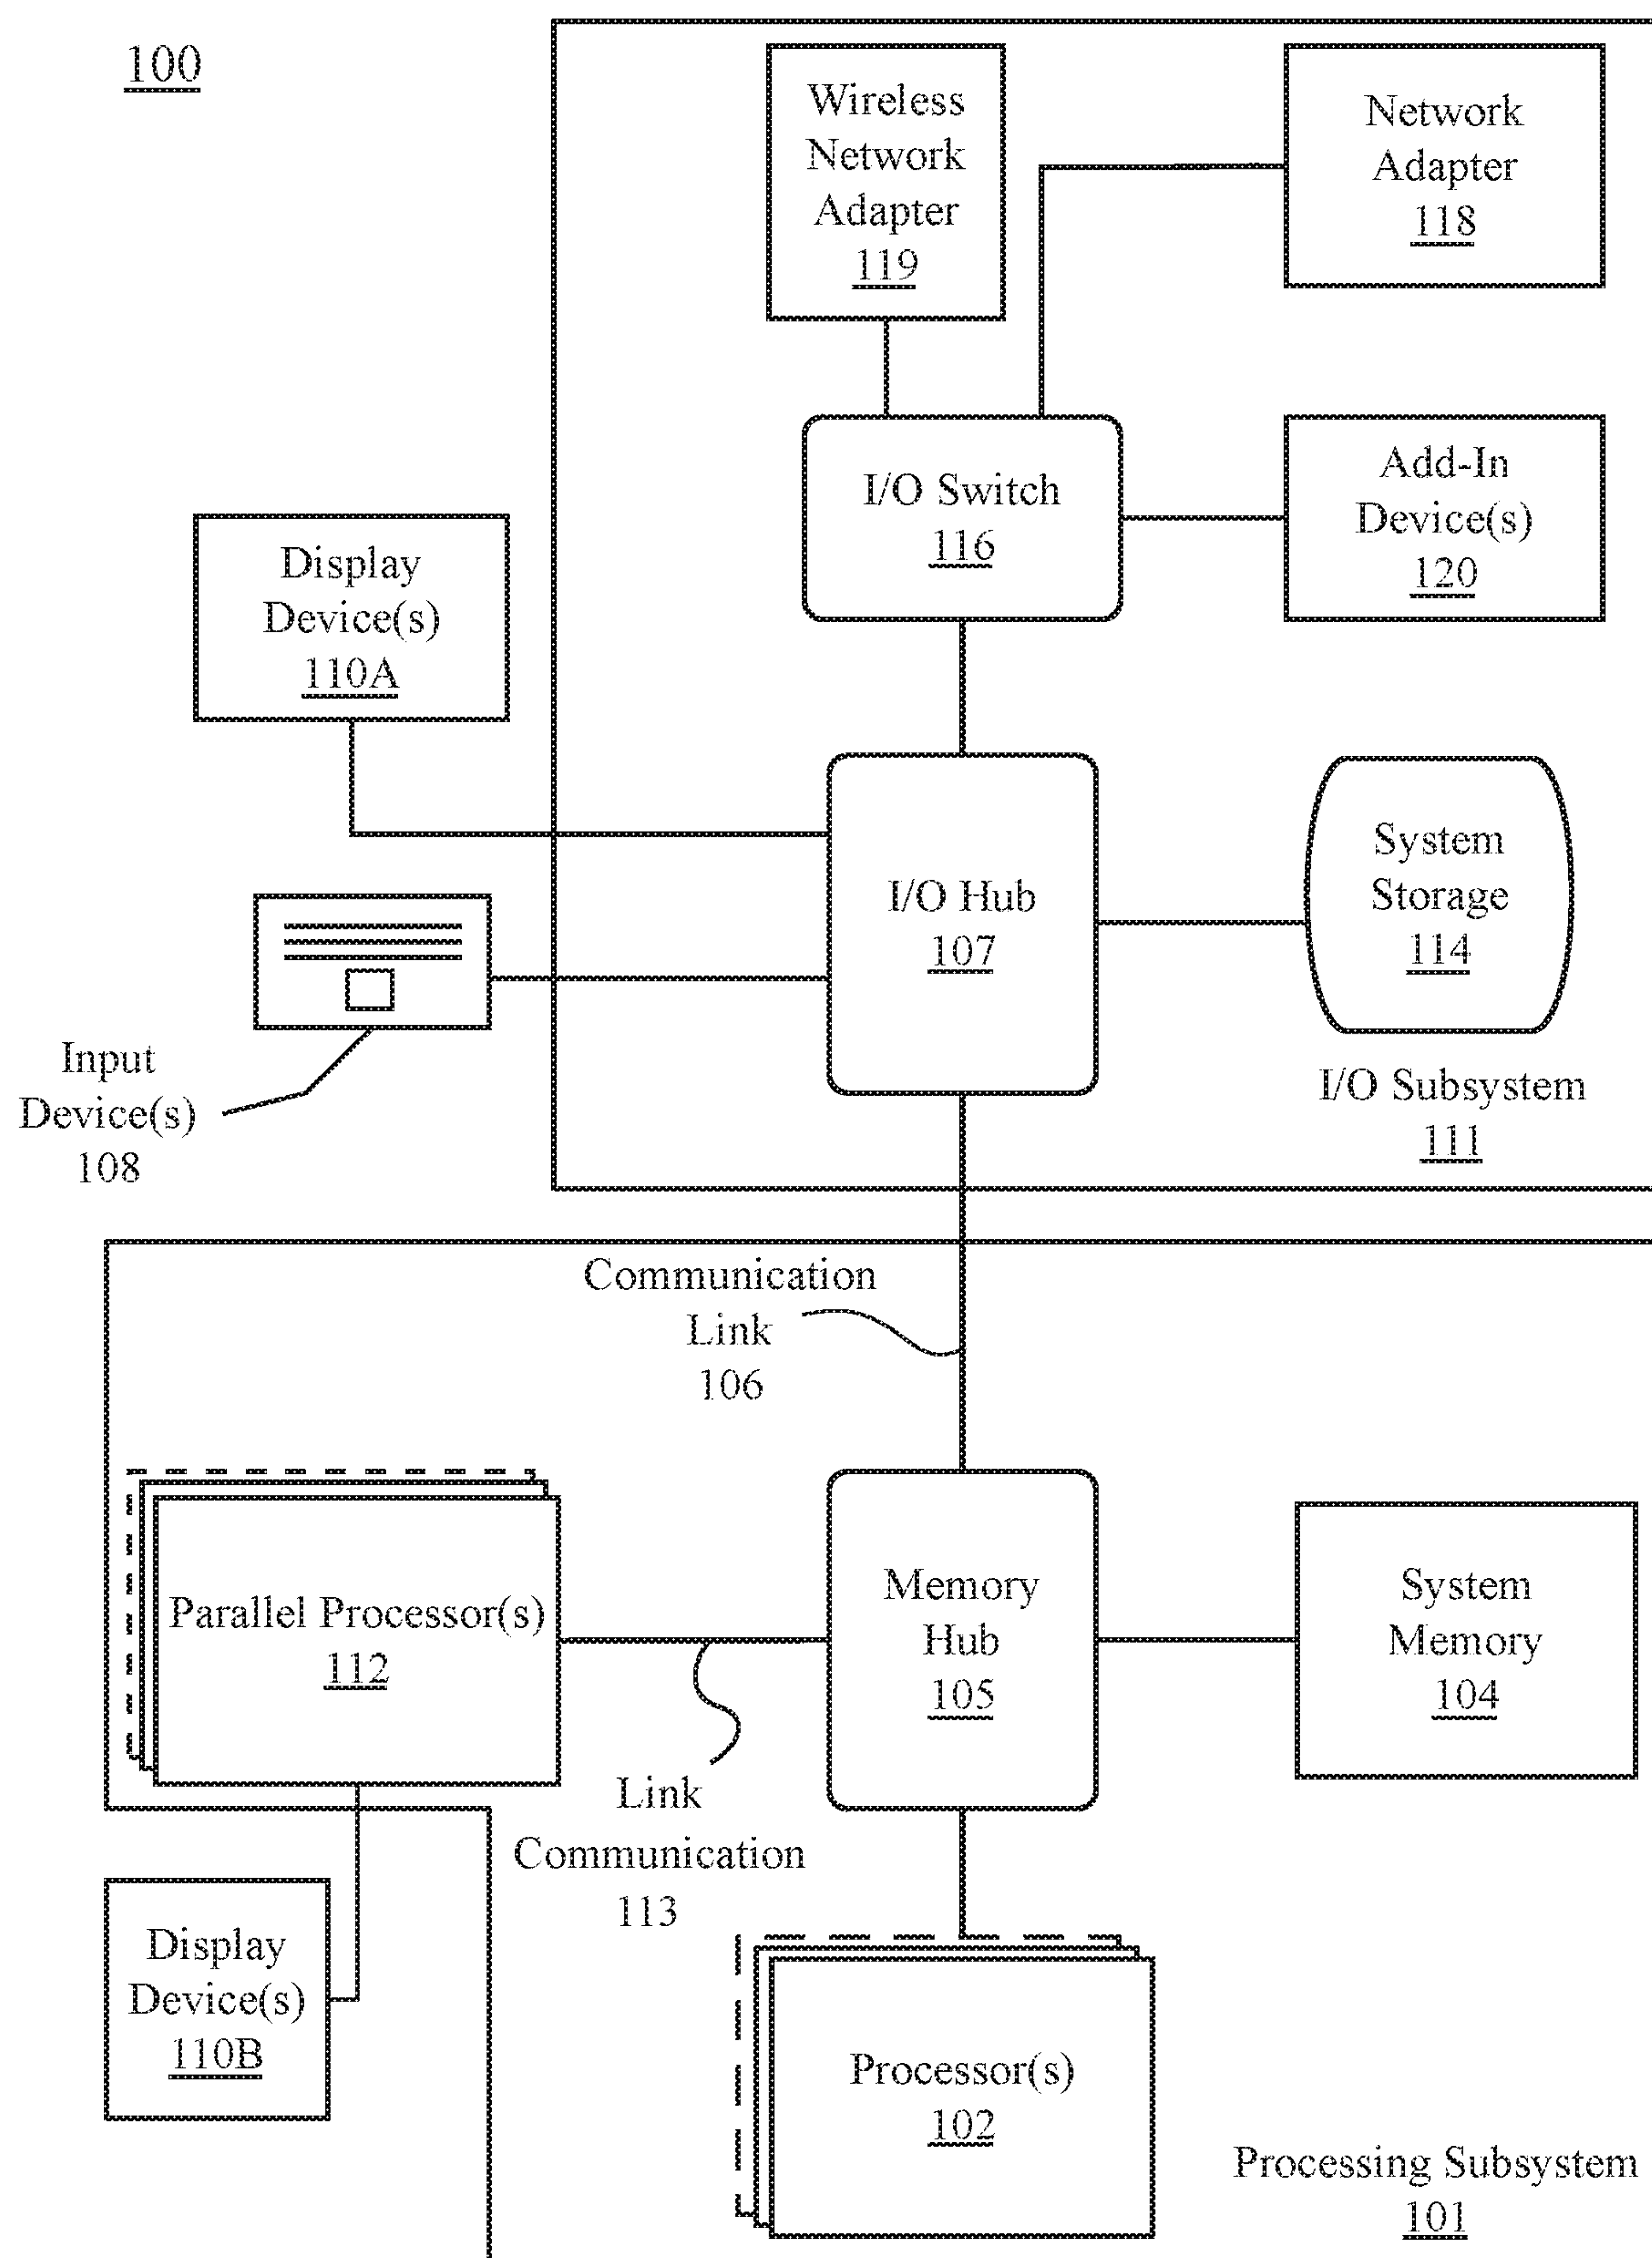 100
Wireless
Network
Adapter
119
Network
Adapter
118
I/O Switch
116
Add-In
Device(s)
120
Display
Device(s)
110A
I/O Hub
107
System
Storage
114
Input
Device(s)
108
I/O Subsystem
111
Communication
Link
106
Parallel Processor(s)
112
Memory
Hub
105
System
Memory
104
Link
Communication
113
Display
Device(s)
110B
Processor(s)
102
Processing Subsystem
101